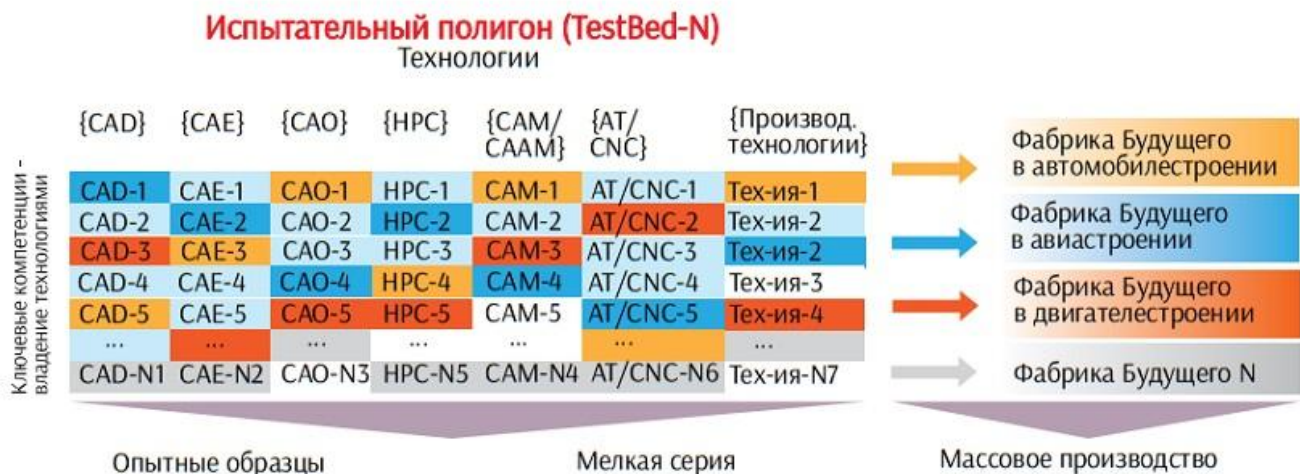 Испытательный полигон (TestBed-N)
Технологии
Ключевые компетенции -
владение технологиями
{CAD} {CAE} {CAO} {HPC} {CAM/ {AT/ {Производ.
CAAM} CNC} технологии}
CAD-1 CAE-1 CAO-1 HPC-1 CAM-1 AT/CNC-1 Тех-ия-1
CAD-2 CAE-2 CAO-2 HPC-2 CAM-2 AT/CNC-2 Тех-ия-2
CAD-3 CAE-3 CAO-3 HPC-3 CAM-3 AT/CNC-3 Тех-ия-2
CAD-4 CAE-4 CAO-4 HPC-4 CAM-4 AT/CNC-4 Тех-ия-3
CAD-5 CAE-5 CAO-5 HPC-5 CAM-5 AT/CNC-5 Тех-ия-4
... ... ... ... ... ... ...
CAD-N1 CAE-N2 CAO-N3 HPC-N5 CAM-N4 AT/CNC-N6 Тех-ия-N7
Фабрика Будущего
в автомобилестроении
Фабрика Будущего
в авиастроении
Фабрика Будущего
в двигателестроении
Фабрика Будущего N
Опытные образцы Мелкая серия Массовое производство